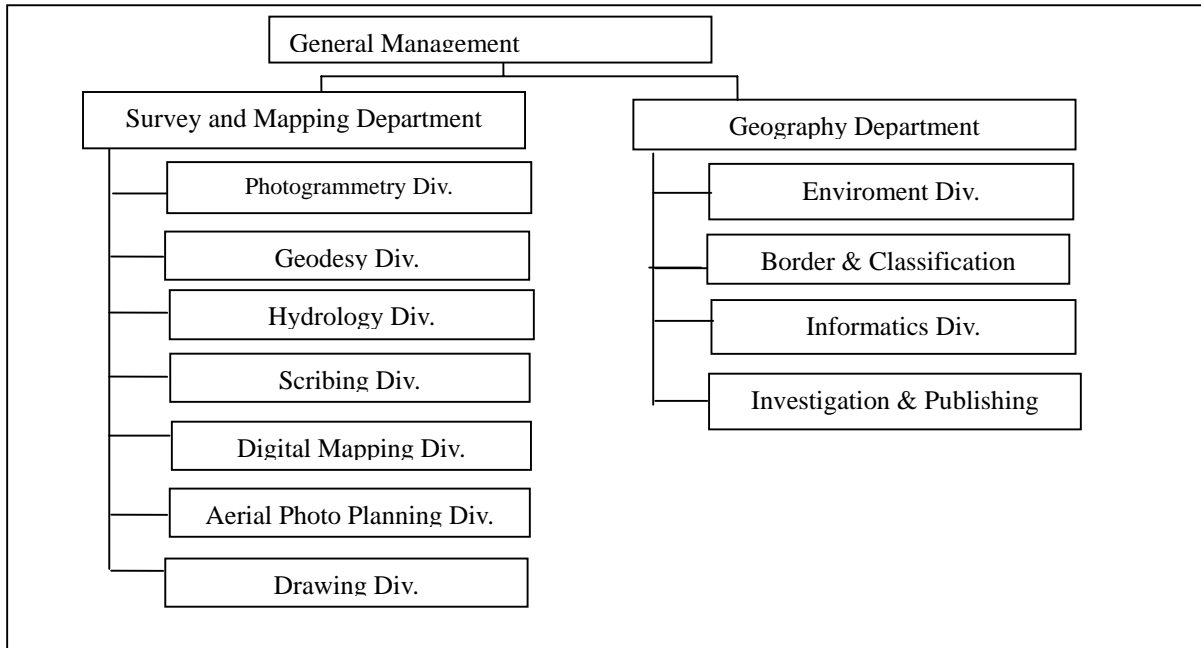 General Management
Survey and Mapping Department
Photogrammetry Div.
Geodesy Div.
Hydrology Div.
Scribing Div.
Digital Mapping Div.
Aerial Photo Planning Div.
Drawing Div.
Geography Department
Enviroment Div.
Border & Classification
Informatics Div.
Investigation & Publishing